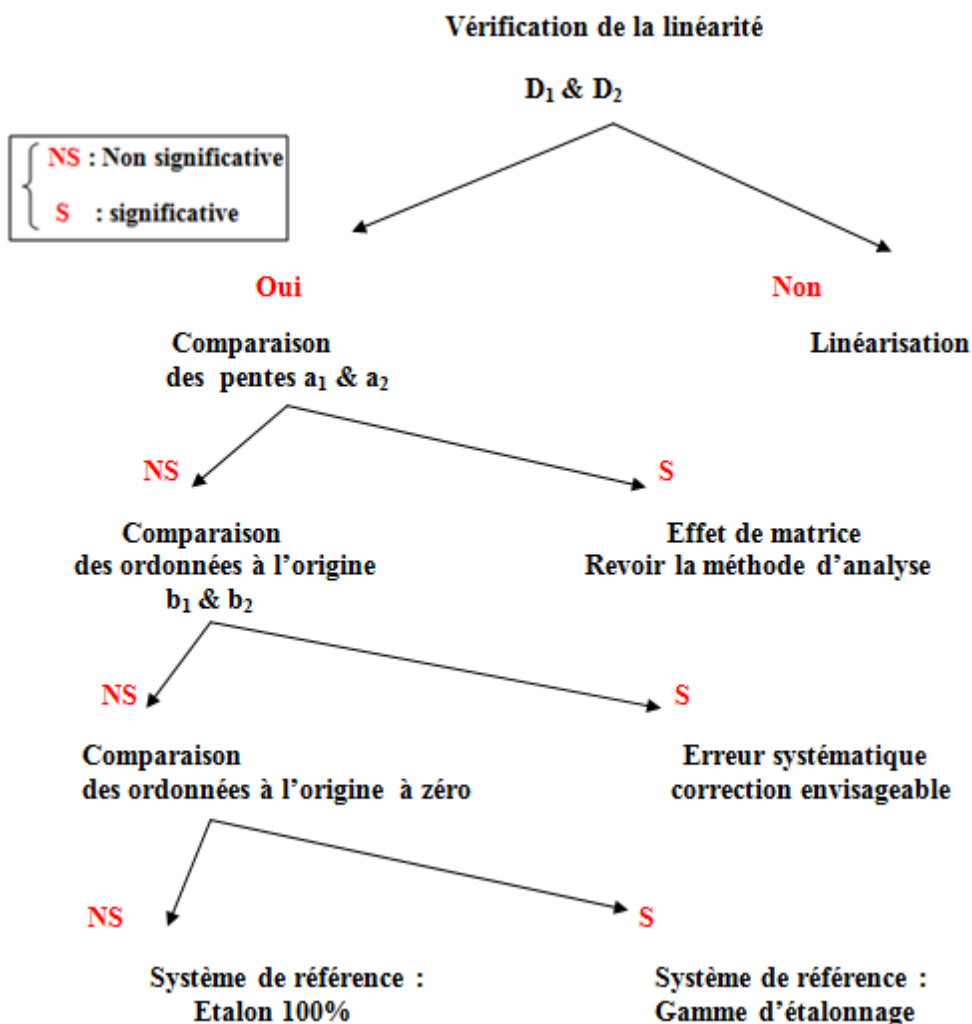 Vérification de la linéarité
D₁ & D₂
NS : Non significative
S : significative
Oui
Non
Comparaison
des pentes a₁ & a₂
Linéarisation
NS
S
Comparaison
des ordonnées à l'origine
b₁ & b₂
Effet de matrice
Revoir la méthode d'analyse
NS
S
Comparaison
des ordonnées à l'origine à zéro
Erreur systématique
correction envisageable
NS
S
Système de référence :
Etalon 100%
Système de référence :
Gamme d'étalonnage